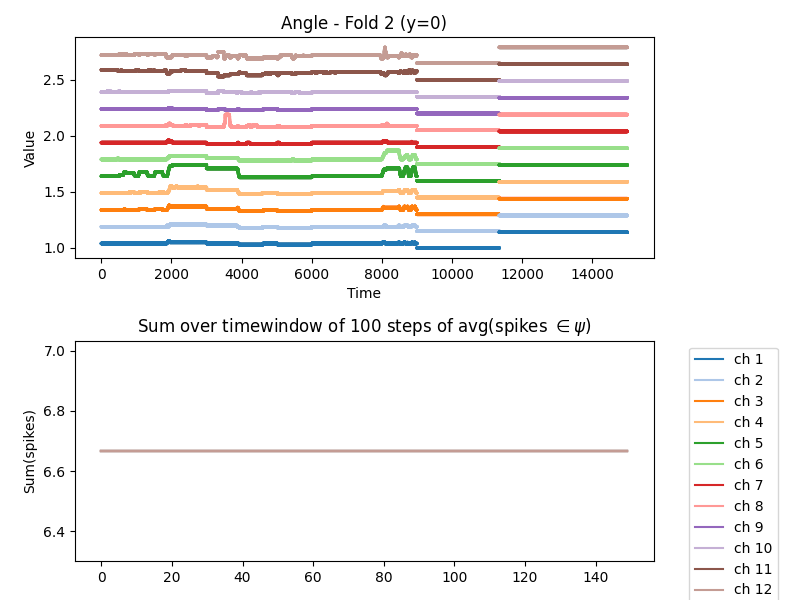 Angle - Fold 2 (y=0)
Value
2.5
2.0
1.5
1.0
0 2000 4000 6000 8000 10000 12000 14000
Time
Sum over timewindow of 100 steps of avg(spikes ∈ ψ)
Sum(spikes)
7.0
6.8
6.6
6.4
0 20 40 60 80 100 120 140
ch 1
ch 2
ch 3
ch 4
ch 5
ch 6
ch 7
ch 8
ch 9
ch 10
ch 11
ch 12